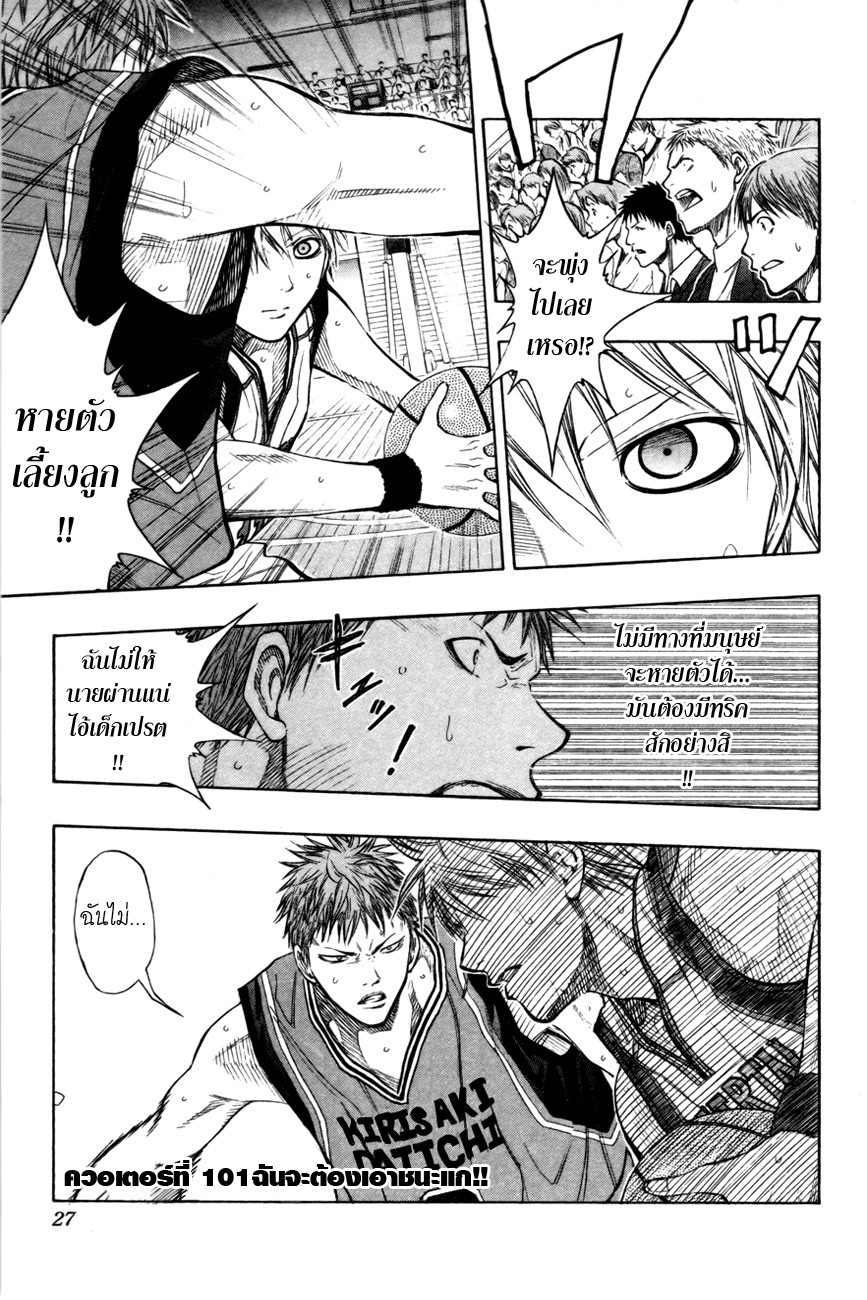 จะพุ่ง
ไปเลย
เหรอ!?
หายตัว
เลี้ยงลูก
!!
ไม่มีทางที่มนุษย์
จะหายตัวได้...
มันต้องมีทริค
สักอย่างสิ
!!
ฉันไม่ให้
นายผ่านแน่
ไอ้เด็กเปรต
!!
ฉันไม่...
KIRISAKI
DAIICHI
ควอเตอร์ที่ 101ฉันจะต้องเอาชนะแก!!
27